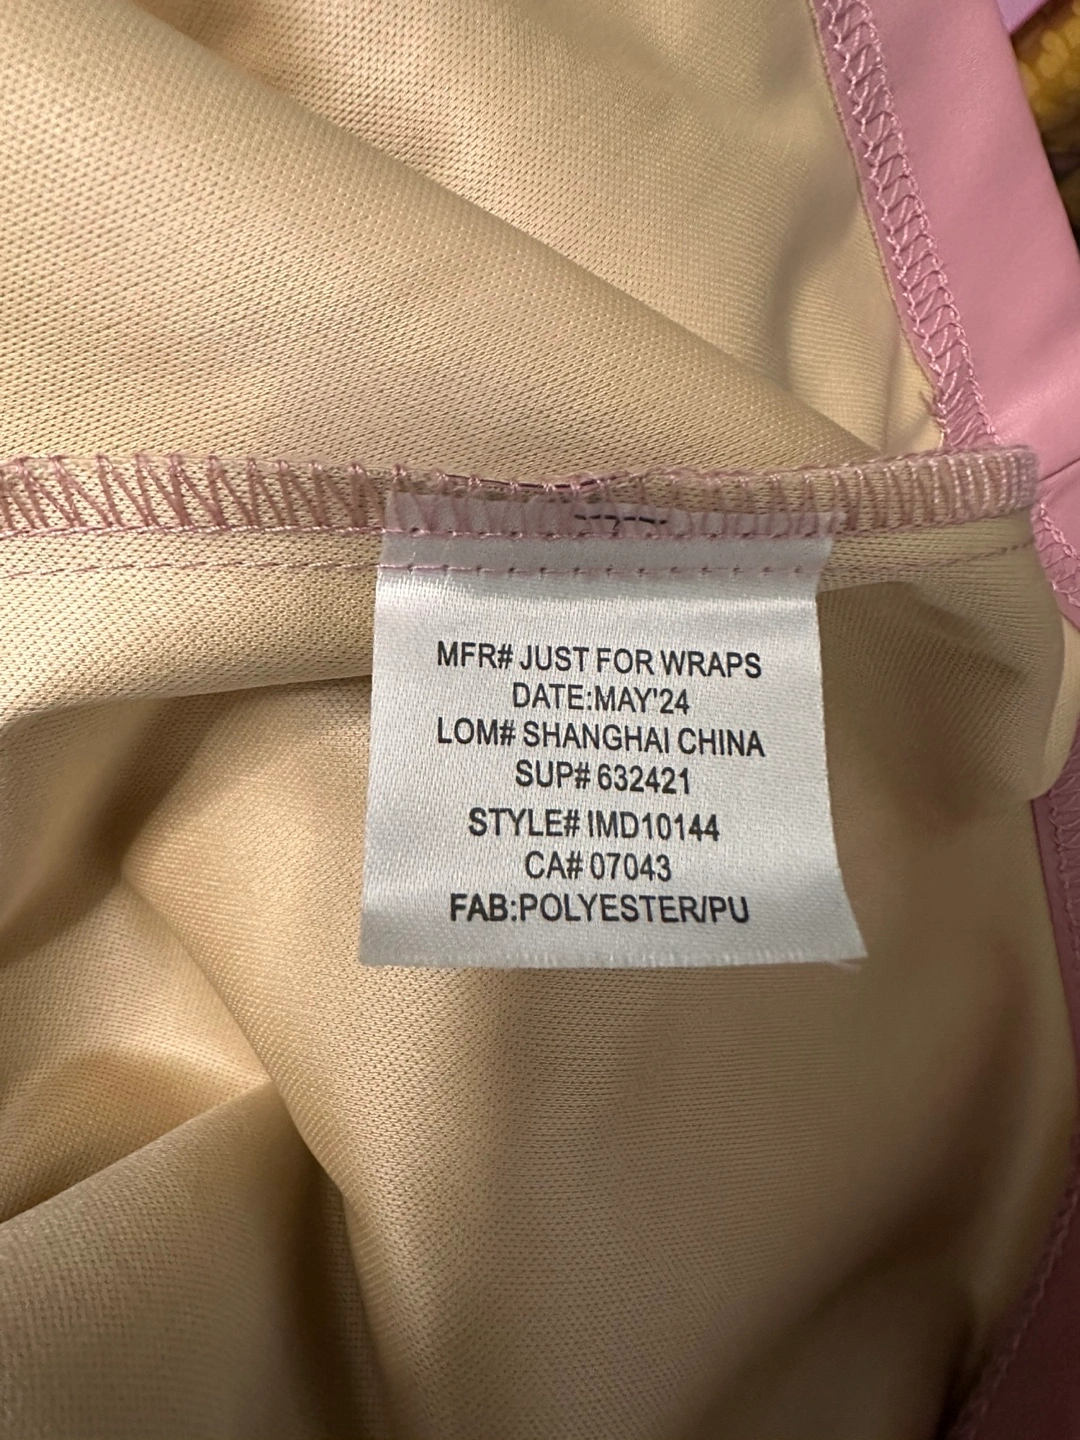 MFR# JUST FOR WRAPS
DATE:MAY'24
LOM# SHANGHAI CHINA
SUP# 632421
STYLE# IMD10144
CA# 07043
FAB:POLYESTER/PU